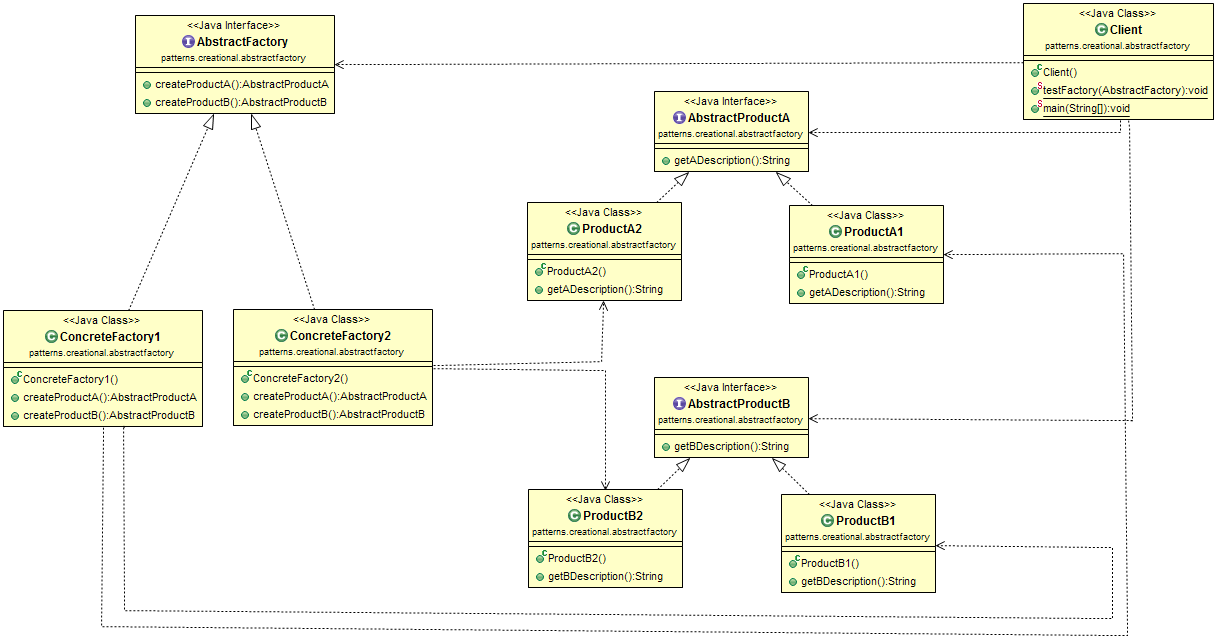 <<Java Interface>>
AbstractFactory
patterns.creational.abstractfactory
createProductA():AbstractProductA
createProductB():AbstractProductB
<<Java Class>>
Client
patterns.creational.abstractfactory
Client()
testFactory(AbstractFactory):void
main(String[]):void
<<Java Interface>>
AbstractProductA
patterns.creational.abstractfactory
getADescription():String
<<Java Class>>
ProductA2
patterns.creational.abstractfactory
ProductA2()
getADescription():String
<<Java Class>>
ProductA1
patterns.creational.abstractfactory
ProductA1()
getADescription():String
<<Java Class>>
ConcreteFactory1
patterns.creational.abstractfactory
ConcreteFactory1()
createProductA():AbstractProductA
createProductB():AbstractProductB
<<Java Class>>
ConcreteFactory2
patterns.creational.abstractfactory
ConcreteFactory2()
createProductA():AbstractProductA
createProductB():AbstractProductB
<<Java Interface>>
AbstractProductB
patterns.creational.abstractfactory
getBDescription():String
<<Java Class>>
ProductB2
patterns.creational.abstractfactory
ProductB2()
getBDescription():String
<<Java Class>>
ProductB1
patterns.creational.abstractfactory
ProductB1()
getBDescription():String